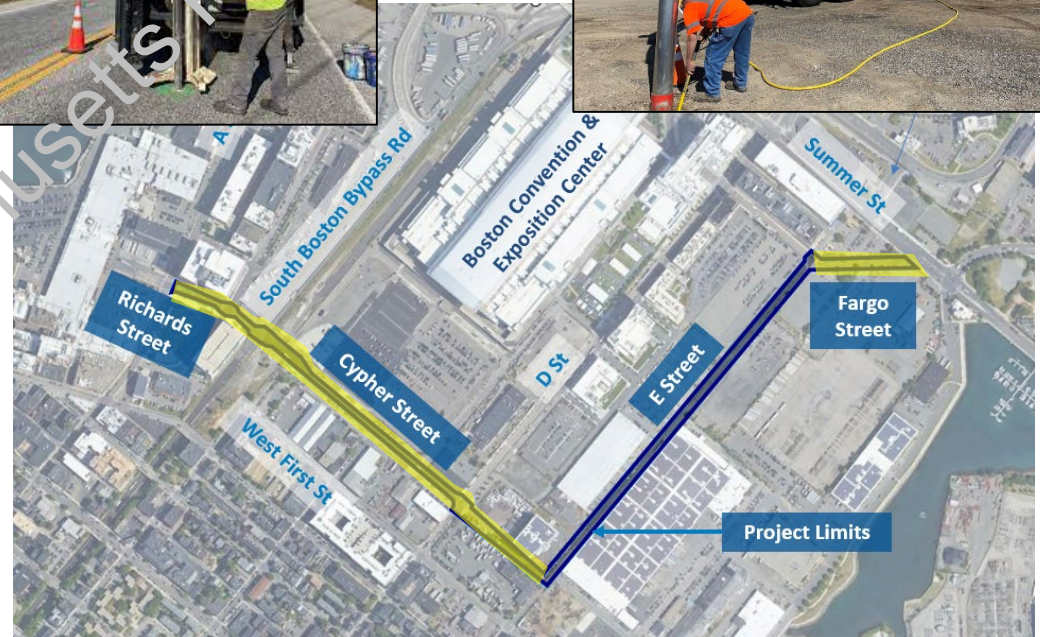 usetts
A
South Boston Bypass Rd
Boston Convention &
Exposition Center
Summer St
Richards
Street
Cypher Street
D St
E Street
Fargo
Street
West First St
Project Limits